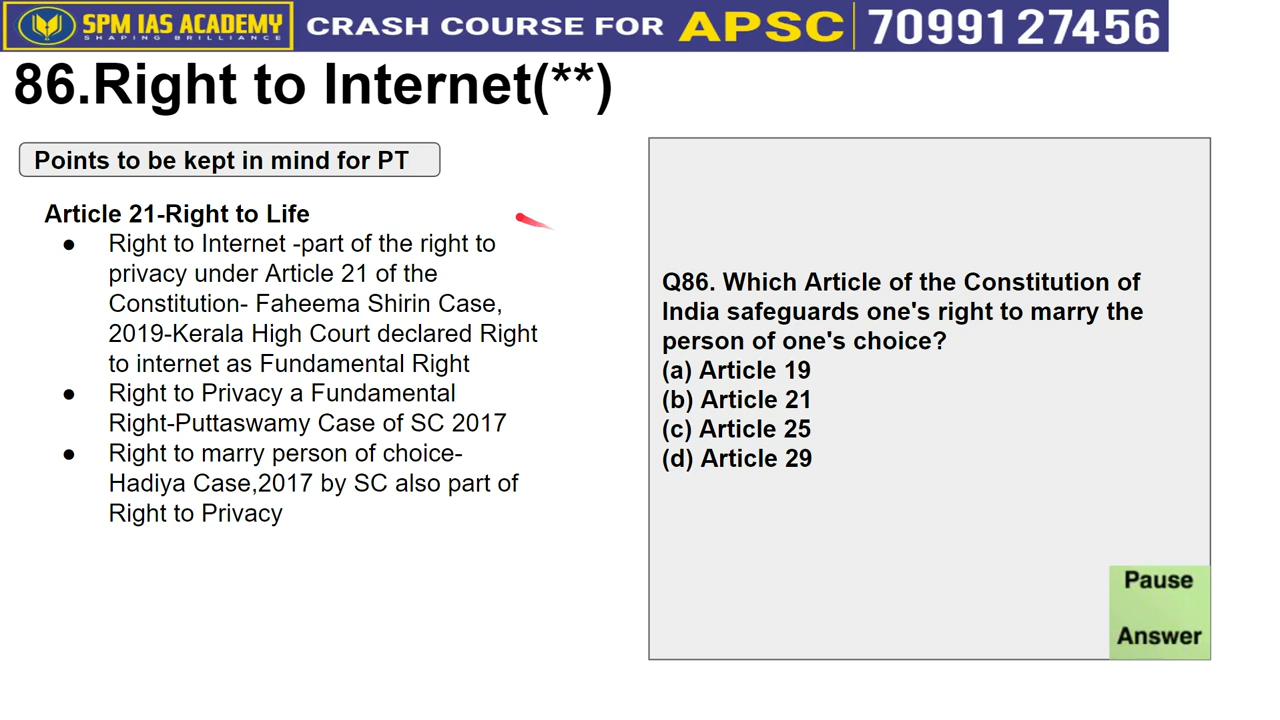 SPM IAS ACADEMY
SHAPING BRILLIANCE
CRASH COURSE FOR APSC 70991 27456
86.Right to Internet(**)
Points to be kept in mind for PT
Article 21-Right to Life
● Right to Internet -part of the right to
privacy under Article 21 of the
Constitution- Faheema Shirin Case,
2019-Kerala High Court declared Right
to internet as Fundamental Right
● Right to Privacy a Fundamental
Right-Puttaswamy Case of SC 2017
● Right to marry person of choice-
Hadiya Case,2017 by SC also part of
Right to Privacy
Q86. Which Article of the Constitution of
India safeguards one's right to marry the
person of one's choice?
(a) Article 19
(b) Article 21
(c) Article 25
(d) Article 29
Pause
Answer